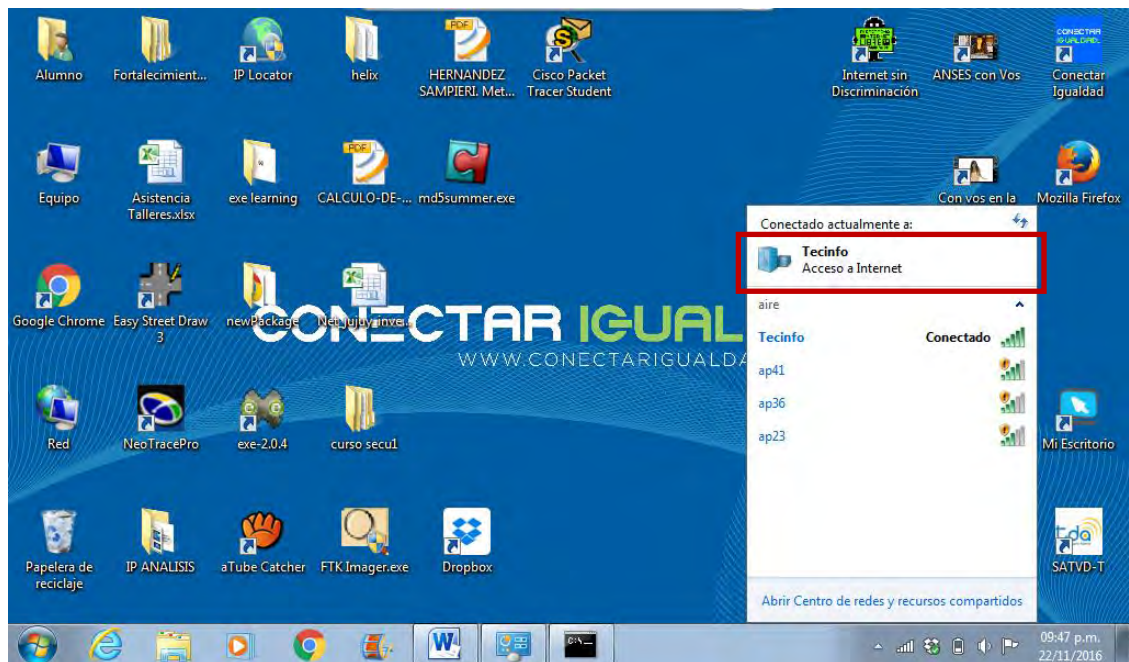 Alumno
Fortalecimient...
IP Locator
helix
HERNANDEZ
SAMPIERI. Met...
Cisco Packet
Tracer Student
Internet sin
Discriminación
ANSES con Vos
CONECTAR
IGUALDAD.
Conectar
Igualdad
Equipo
Asistencia
Talleres.xlsx
exe learning
PDF
CALCULO-DE-...
md5summer.exe
Con vos en la
Mozilla Firefox
Conectado actualmente a:
Tecinfo
Acceso a Internet
aire
Tecinfo Conectado
ap41
ap36
ap23
Abrir Centro de redes y recursos compartidos
Google Chrome
Easy Street Draw
3
newPackage
CONECTAR IGUAL
WWW.CONECTARIGUALDA
Red
NeoTracePro
exe-2.0.4
curso secu1
Mi Escritorio
Papelera de
reciclaje
IP ANALISIS
aTube Catcher
FTK Imager.exe
Dropbox
tda
SATVD-T
09:47 p.m.
22/11/2016